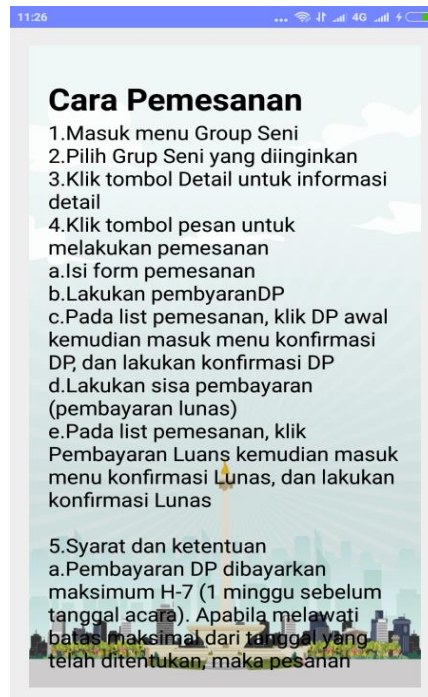 11:26
... 4G
Cara Pemesanan
1.Masuk menu Group Seni
2.Pilih Grup Seni yang diinginkan
3.Klik tombol Detail untuk informasi
detail
4.Klik tombol pesan untuk
melakukan pemesanan
a.Isi form pemesanan
b.Lakukan pembyaranDP
c.Pada list pemesanan, klik DP awal
kemudian masuk menu konfirmasi
DP, dan lakukan konfirmasi DP
d.Lakukan sisa pembayaran
(pembayaran lunas)
e.Pada list pemesanan, klik
Pembayaran Luans kemudian masuk
menu konfirmasi Lunas, dan lakukan
konfirmasi Lunas
5.Syarat dan ketentuan
a.Pembayaran DP dibayarkan
maksimum H-7 (1 minggu sebelum
tanggal acara). Apabila melawati
batas maksimal dari tanggal yang
telah ditentukan, maka pesanan